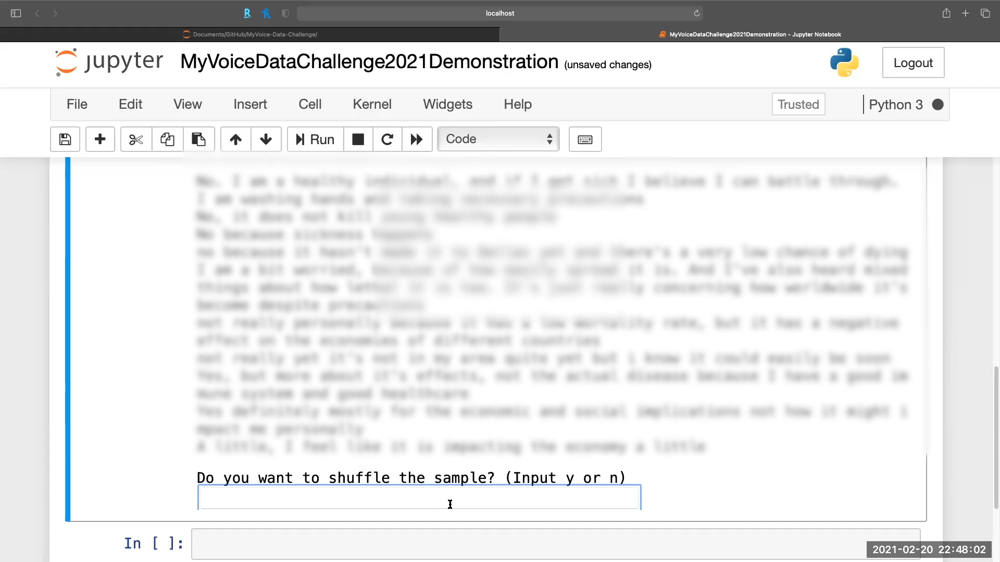 localhost
Documents/GitHub/MyVoice-Data-Challenge/
MyVoiceDataChallenge2021Demonstration - Jupyter Notebook
jupyter MyVoiceDataChallenge2021Demonstration (unsaved changes)
Logout
File Edit View Insert Cell Kernel Widgets Help
Trusted
Python 3
Run
Code
No. I am a healthy individual, and if I get sick I believe I can battle through.
I am washing hands and taking necessary precautions
No, it does not kill young healthy people
No because sickness happens
no because it hasn't made it to Dallas yet and there's a very low chance of dying
I am a bit worried, because of how easily spread it is. And I've also heard mixed
things about how lethal it is too. It's just really concerning how worldwide it's
become despite precautions
not really personally because it has a low mortality rate, but it has a negative
effect on the economies of different countries
not really yet it's not in my area quite yet but i know it could easily be soon
Yes, but more about it's effects, not the actual disease because I have a good im
mune system and good healthcare
Yes definitely mostly for the economic and social implications not how it might i
mpact me personally
A little, I feel like it is impacting the economy a little
Do you want to shuffle the sample? (Input y or n)
In [ ]:
2021-02-20 22:48:02